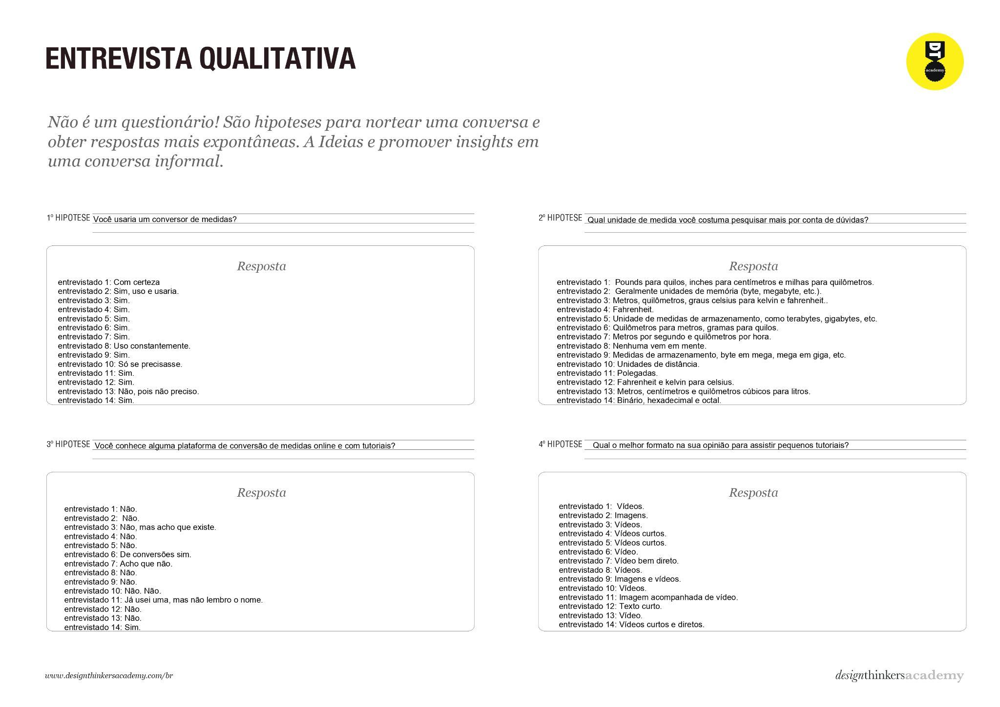 ENTREVISTA QUALITATIVA
DT
academy
Não é um questionário! São hipoteses para nortear uma conversa e
obter respostas mais expontâneas. A Ideias e promover insights em
uma conversa informal.
1º HIPOTESE Você usaria um conversor de medidas?
Resposta
entrevistado 1: Com certeza
entrevistado 2: Sim, uso e usaria.
entrevistado 3: Sim.
entrevistado 4: Sim.
entrevistado 5: Sim.
entrevistado 6: Sim.
entrevistado 7: Sim.
entrevistado 8: Uso constantemente.
entrevistado 9: Sim.
entrevistado 10: Só se precisasse.
entrevistado 11: Sim.
entrevistado 12: Sim.
entrevistado 13: Não, pois não preciso.
entrevistado 14: Sim.
2º HIPOTESE Qual unidade de medida você costuma pesquisar mais por conta de dúvidas?
Resposta
entrevistado 1: Pounds para quilos, inches para centímetros e milhas para quilômetros.
entrevistado 2: Geralmente unidades de memória (byte, megabyte, etc.).
entrevistado 3: Metros, quilômetros, graus celsius para kelvin e fahrenheit..
entrevistado 4: Fahrenheit.
entrevistado 5: Unidade de medidas de armazenamento, como terabytes, gigabytes, etc.
entrevistado 6: Quilômetros para metros, gramas para quilos.
entrevistado 7: Metros por segundo e quilômetros por hora.
entrevistado 8: Nenhuma vem em mente.
entrevistado 9: Medidas de armazenamento, byte em mega, mega em giga, etc.
entrevistado 10: Unidades de distância.
entrevistado 11: Polegadas.
entrevistado 12: Fahrenheit e kelvin para celsius.
entrevistado 13: Metros, centímetros e quilômetros cúbicos para litros.
entrevistado 14: Binário, hexadecimal e octal.
3º HIPOTESE Você conhece alguma plataforma de conversão de medidas online e com tutoriais?
Resposta
entrevistado 1: Não.
entrevistado 2: Não.
entrevistado 3: Não, mas acho que existe.
entrevistado 4: Não.
entrevistado 5: Não.
entrevistado 6: De conversões sim.
entrevistado 7: Acho que não.
entrevistado 8: Não.
entrevistado 9: Não.
entrevistado 10: Não. Não.
entrevistado 11: Já usei uma, mas não lembro o nome.
entrevistado 12: Não.
entrevistado 13: Não.
entrevistado 14: Sim.
4º HIPOTESE Qual o melhor formato na sua opinião para assistir pequenos tutoriais?
Resposta
entrevistado 1: Vídeos.
entrevistado 2: Imagens.
entrevistado 3: Vídeos.
entrevistado 4: Vídeos curtos.
entrevistado 5: Vídeos curtos.
entrevistado 6: Vídeo.
entrevistado 7: Vídeo bem direto.
entrevistado 8: Vídeos.
entrevistado 9: Imagens e vídeos.
entrevistado 10: Vídeos.
entrevistado 11: Imagem acompanhada de vídeo.
entrevistado 12: Texto curto.
entrevistado 13: Vídeo.
entrevistado 14: Vídeos curtos e diretos.
www.designthinkersacademy.com/br
designthinkersacademy